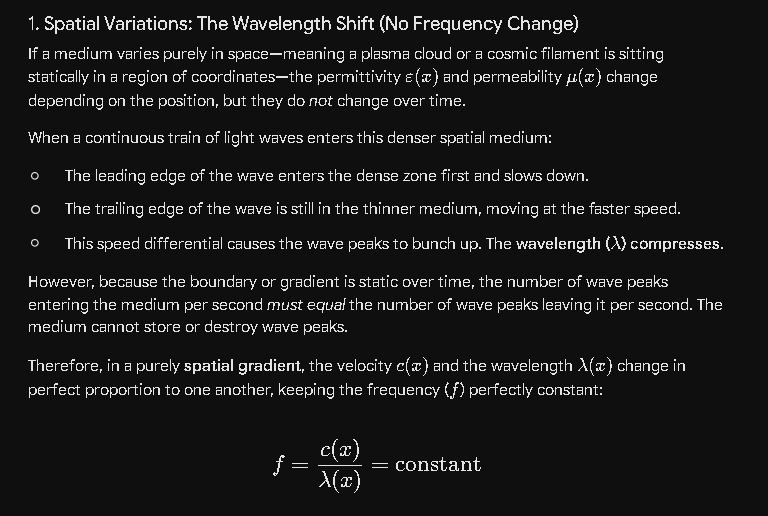 1. Spatial Variations: The Wavelength Shift (No Frequency Change)
If a medium varies purely in space—meaning a plasma cloud or a cosmic filament is sitting
statically in a region of coordinates—the permittivity ε(x) and permeability μ(x) change
depending on the position, but they do not change over time.
When a continuous train of light waves enters this denser spatial medium:
The leading edge of the wave enters the dense zone first and slows down.
The trailing edge of the wave is still in the thinner medium, moving at the faster speed.
This speed differential causes the wave peaks to bunch up. The wavelength (λ) compresses.
However, because the boundary or gradient is static over time, the number of wave peaks
entering the medium per second must equal the number of wave peaks leaving it per second. The
medium cannot store or destroy wave peaks.
Therefore, in a purely spatial gradient, the velocity c(x) and the wavelength λ(x) change in
perfect proportion to one another, keeping the frequency (f) perfectly constant:
f = c(x) / λ(x) = constant